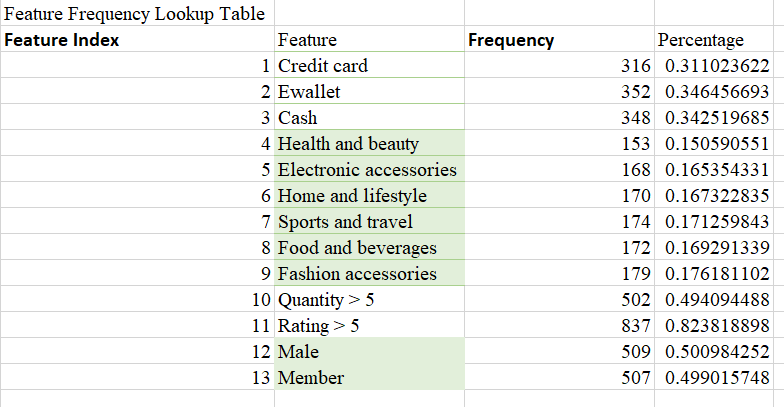 Feature Frequency Lookup Table
Feature Index Feature Frequency Percentage
1 Credit card 316 0.311023622
2 Ewallet 352 0.346456693
3 Cash 348 0.342519685
4 Health and beauty 153 0.150590551
5 Electronic accessories 168 0.165354331
6 Home and lifestyle 170 0.167322835
7 Sports and travel 174 0.171259843
8 Food and beverages 172 0.169291339
9 Fashion accessories 179 0.176181102
10 Quantity > 5 502 0.494094488
11 Rating > 5 837 0.823818898
12 Male 509 0.500984252
13 Member 507 0.499015748